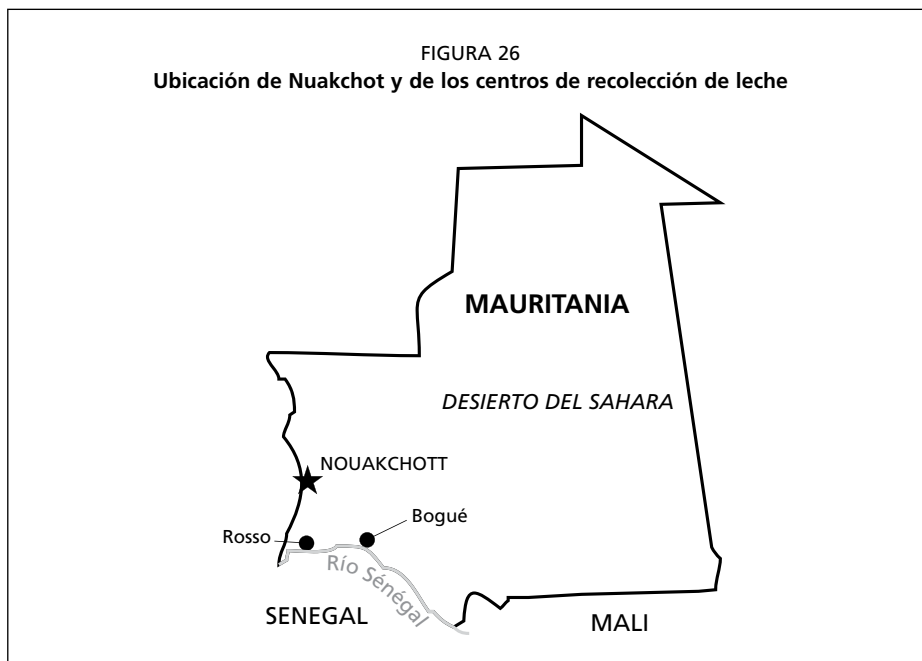 FIGURA 26
Ubicación de Nuakchot y de los centros de recolección de leche
MAURITANIA
DESIERTO DEL SAHARA
NOUAKCHOTT
Bogué
Rosso
Río Sénégal
SENEGAL
MALI